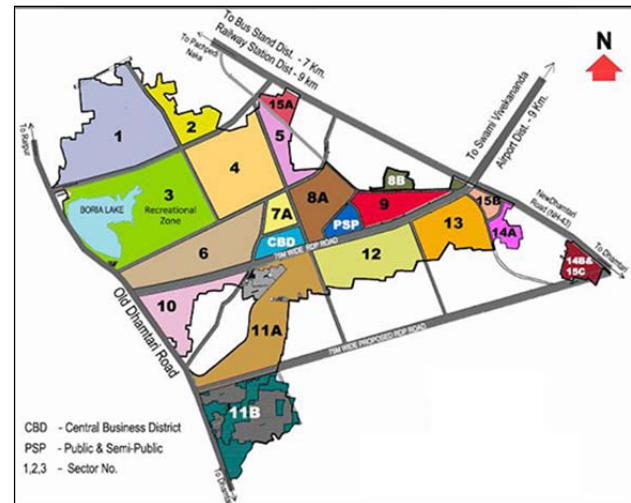 To Bus Stand Dist. - 7 Km.
Railway Station Dist - 9 km
To Pachpedi
Naka
N
To Swami Vivekananda
Airport Dist. - 9 Km.
To Raipur
15A
1
2
5
4
8B
3
Recreational
Zone
BORIA LAKE
8A
7A
PSP
9
15B
NewDhamtari
Road (NH-43)
13
14A
6
CBD
75M WIDE RDP ROAD
12
To Dhamtari
14B&
15C
10
Old Dhamtari Road
11A
75M WIDE PROPOSED RDP ROAD
11B
CBD - Central Business District
PSP - Public & Semi-Public
1,2,3 - Sector No.